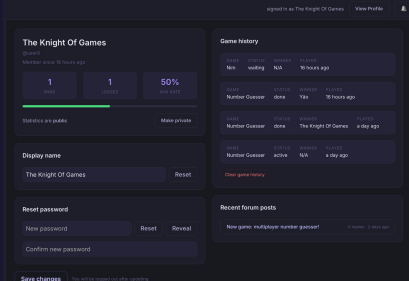 signed in as The Knight Of Games
View Profile
The Knight Of Games
Member since 16 hours ago
1
WINS
1
LOSSES
50%
WIN RATE
Statistics are public
Make private
Display name
The Knight Of Games
Reset
Reset password
New password
Reset
Reveal
Confirm new password
Save changes
Game history
GAME STATUS WINNER PLAYED
Nim waiting N/A 16 hours ago
GAME STATUS WINNER PLAYED
Number Guesser done 16 hours ago
GAME STATUS WINNER PLAYED
Number Guesser done The Knight Of Games a day ago
GAME STATUS WINNER PLAYED
Number Guesser active N/A a day ago
Clear game history
Recent forum posts
New game: multiplayer number guesser!
2 days ago